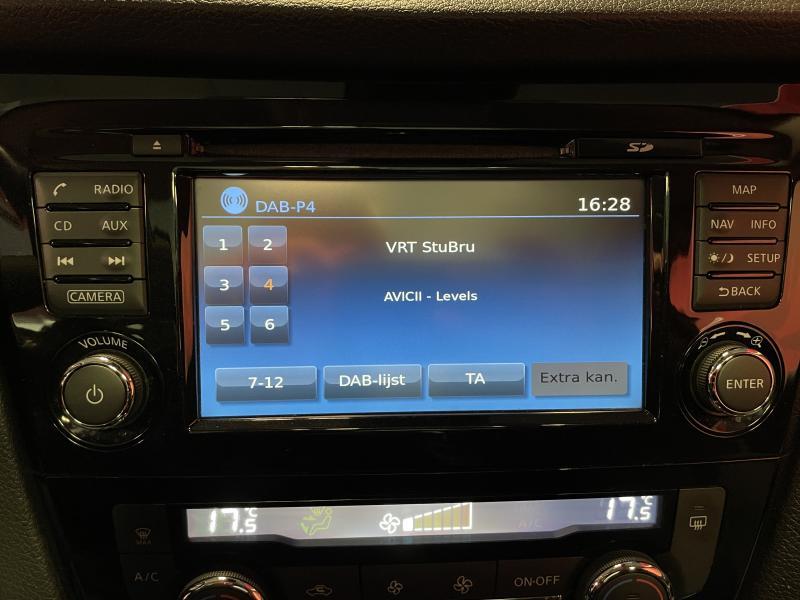 RADIO
CD AUX
CAMERA
VOLUME
SD
DAB-P4 16:28
1 2
3 4
5 6
VRT StuBru
AVICII - Levels
7-12 DAB-lijst TA Extra kan.
MAP
NAV INFO
SETUP
BACK
ENTER
17.5°C 17.5°C
A/C
MAX
A/C
ON·OFF